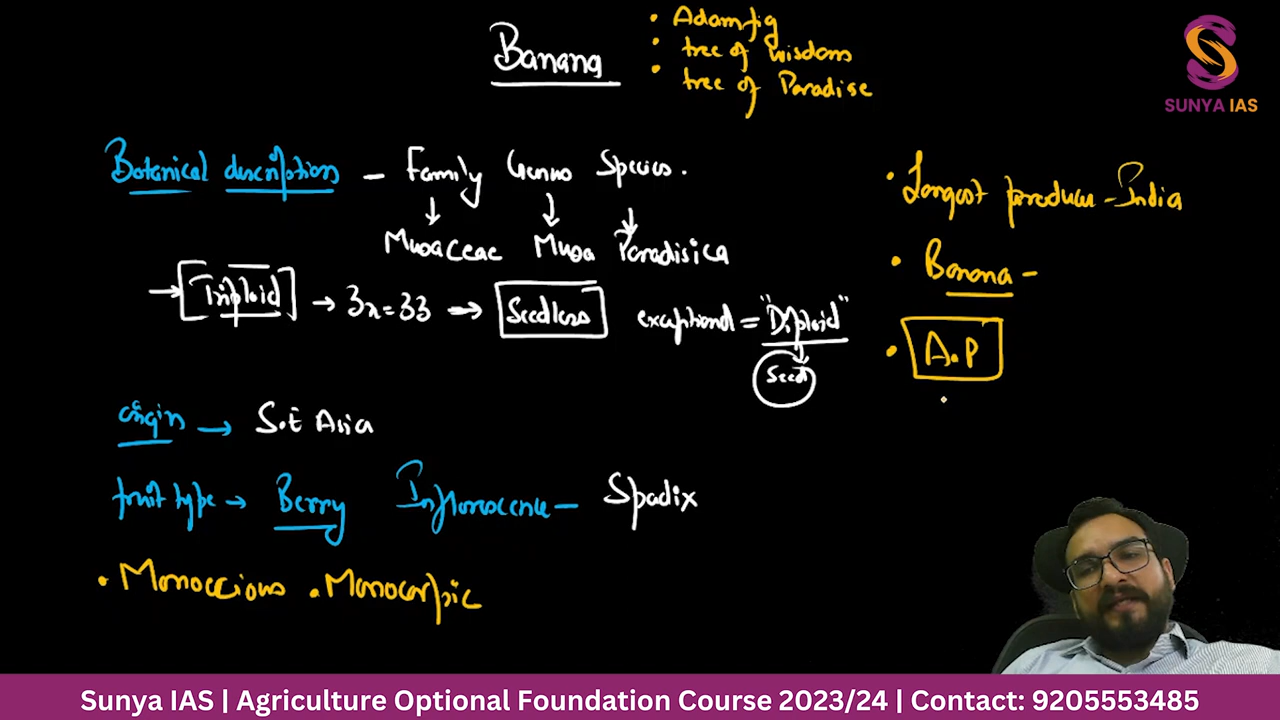 Banana
• Adamfig
• tree of wisdom
• tree of Paradise
SUNYA IAS
Botanical description – Family Genus Species.
Musaceae Musa Paradisica
→ [Triploid] → 3x=33 → Seedless exceptional = "Diploid"
Seed
• Largest producer - India
• Banana –
• A.P
origin → S.E Asia
fruit type → Berry Inflorescence – Spadix
• Monoecious • Monocarpic
Sunya IAS | Agriculture Optional Foundation Course 2023/24 | Contact: 9205553485